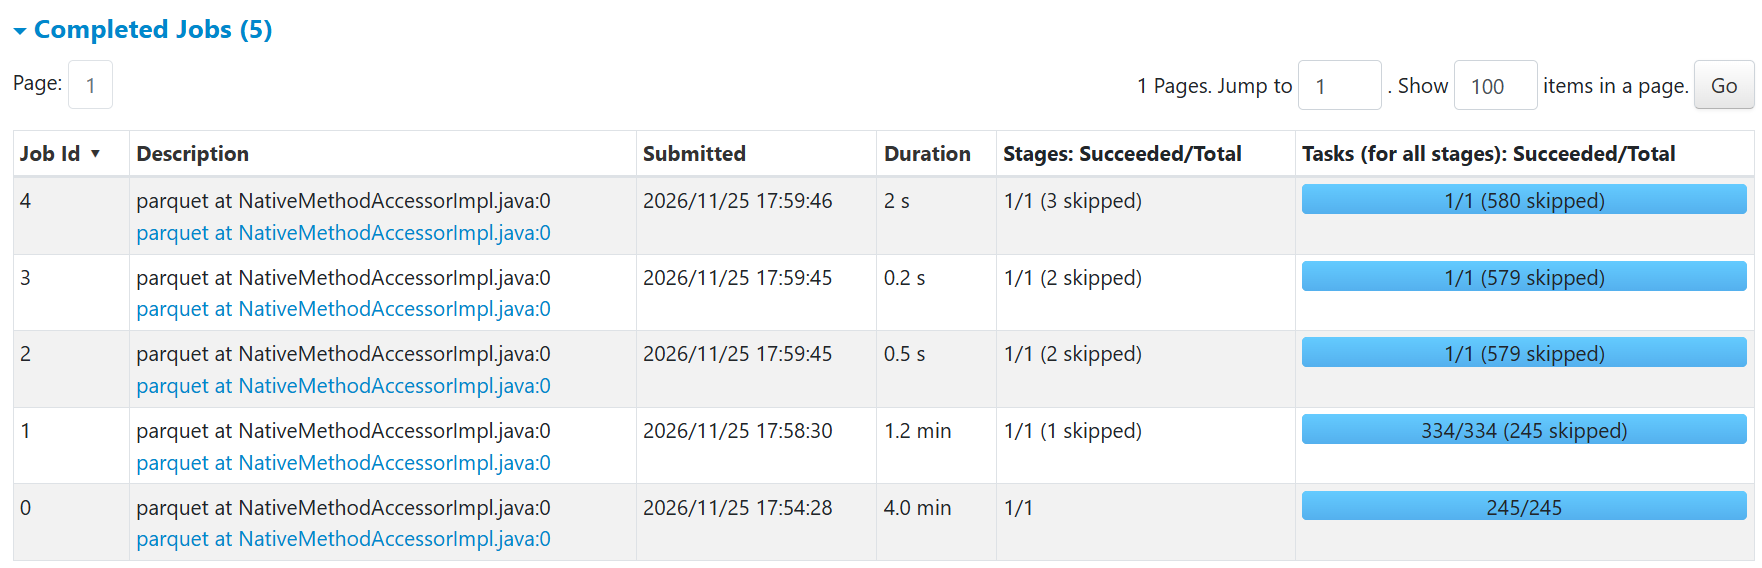 Completed Jobs (5)
Page: 1 1 Pages. Jump to 1 . Show 100 items in a page. Go
Job Id ▼ Description Submitted Duration Stages: Succeeded/Total Tasks (for all stages): Succeeded/Total
4 parquet at NativeMethodAccessorImpl.java:0 2026/11/25 17:59:46 2 s 1/1 (3 skipped) 1/1 (580 skipped)
parquet at NativeMethodAccessorImpl.java:0
3 parquet at NativeMethodAccessorImpl.java:0 2026/11/25 17:59:45 0.2 s 1/1 (2 skipped) 1/1 (579 skipped)
parquet at NativeMethodAccessorImpl.java:0
2 parquet at NativeMethodAccessorImpl.java:0 2026/11/25 17:59:45 0.5 s 1/1 (2 skipped) 1/1 (579 skipped)
parquet at NativeMethodAccessorImpl.java:0
1 parquet at NativeMethodAccessorImpl.java:0 2026/11/25 17:58:30 1.2 min 1/1 (1 skipped) 334/334 (245 skipped)
parquet at NativeMethodAccessorImpl.java:0
0 parquet at NativeMethodAccessorImpl.java:0 2026/11/25 17:54:28 4.0 min 1/1 245/245
parquet at NativeMethodAccessorImpl.java:0